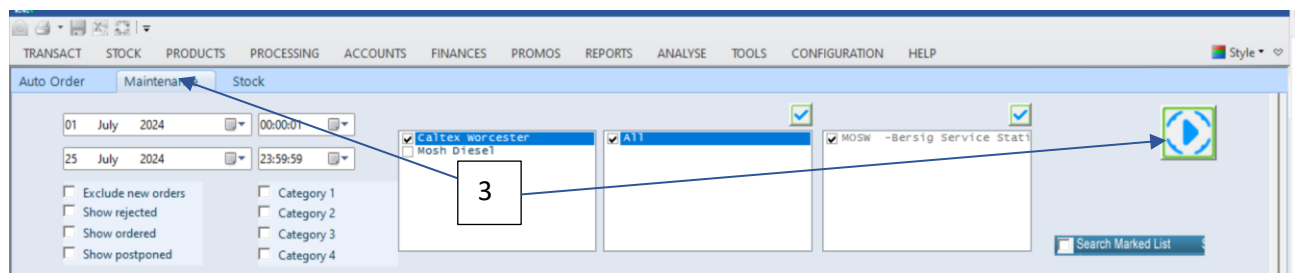 TRANSACT STOCK PRODUCTS PROCESSING ACCOUNTS FINANCES PROMOS REPORTS ANALYSE TOOLS CONFIGURATION HELP Style
Auto Order Maintenance Stock
01 July 2024 00:00:01
25 July 2024 23:59:59
Caltex Worcester
Mosh Diesel
All
MOSW -Bersig Service Stati
3
Exclude new orders Category 1
Show rejected Category 2
Show ordered Category 3
Show postponed Category 4
Search Marked List